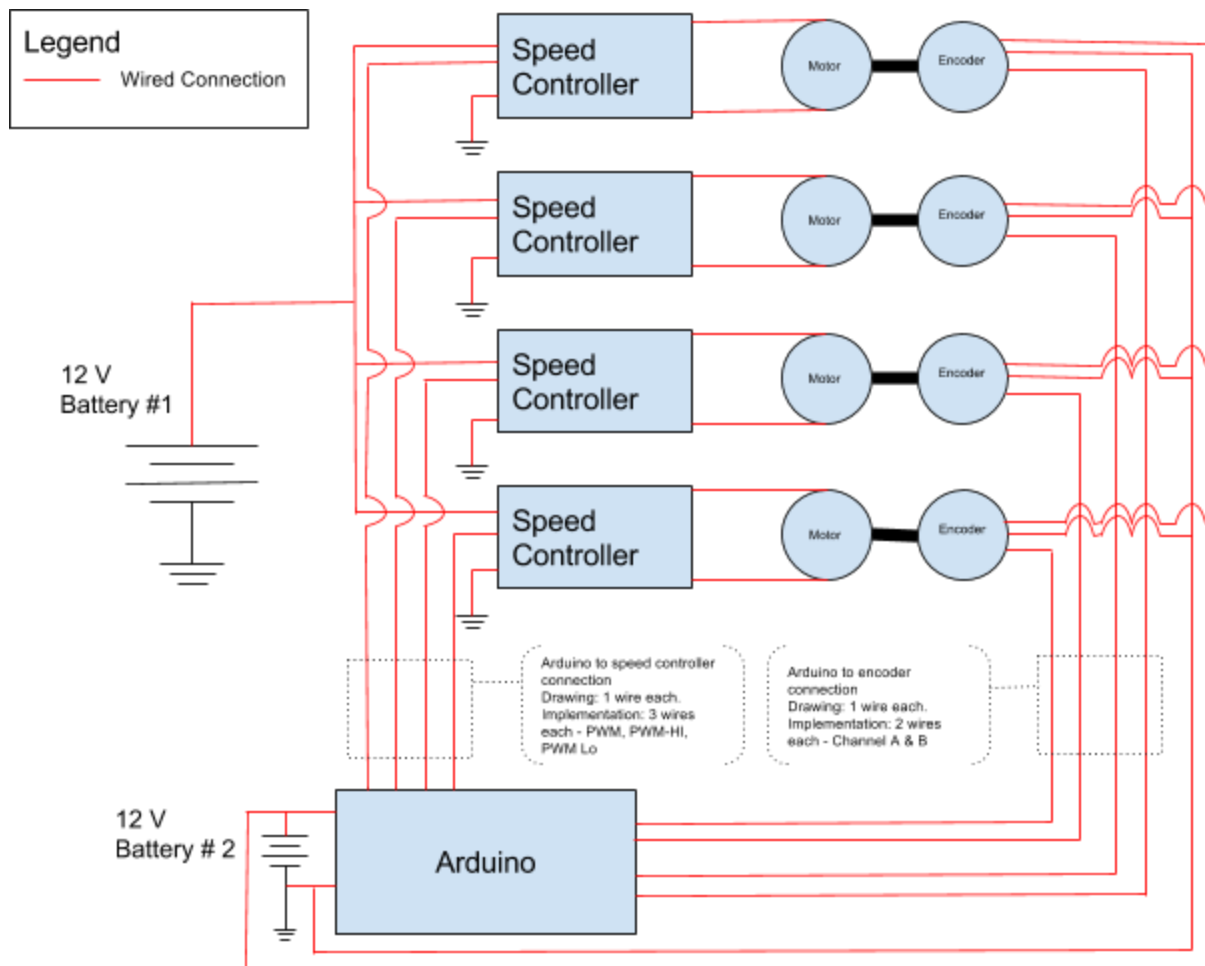 Legend
Wired Connection
Speed
Controller
Motor
Encoder
Speed
Controller
Motor
Encoder
12 V
Battery #1
Speed
Controller
Motor
Encoder
Speed
Controller
Motor
Encoder
Arduino to speed controller
connection
Drawing: 1 wire each.
Implementation: 3 wires
each - PWM, PWM-HI,
PWM Lo
Arduino to encoder
connection
Drawing: 1 wire each.
Implementation: 2 wires
each - Channel A & B
12 V
Battery # 2
Arduino